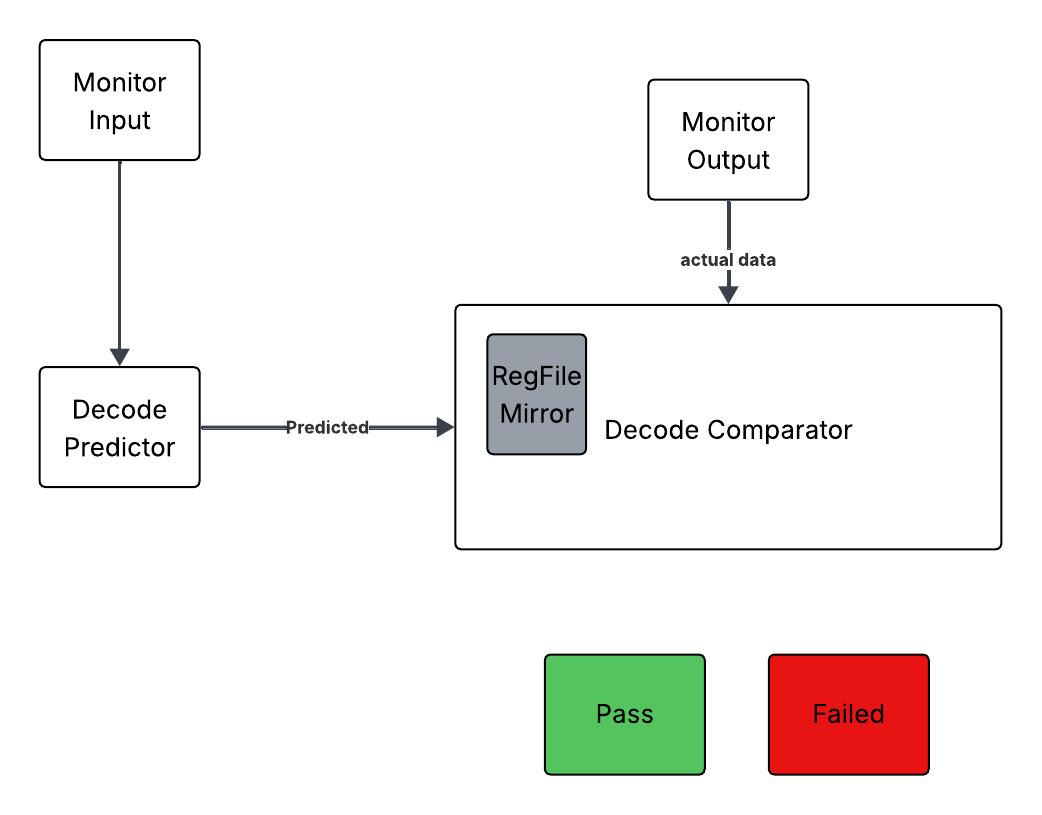 Monitor
Input
Monitor
Output
actual data
RegFile
Mirror
Decode Comparator
Decode
Predictor
Predicted
Pass
Failed